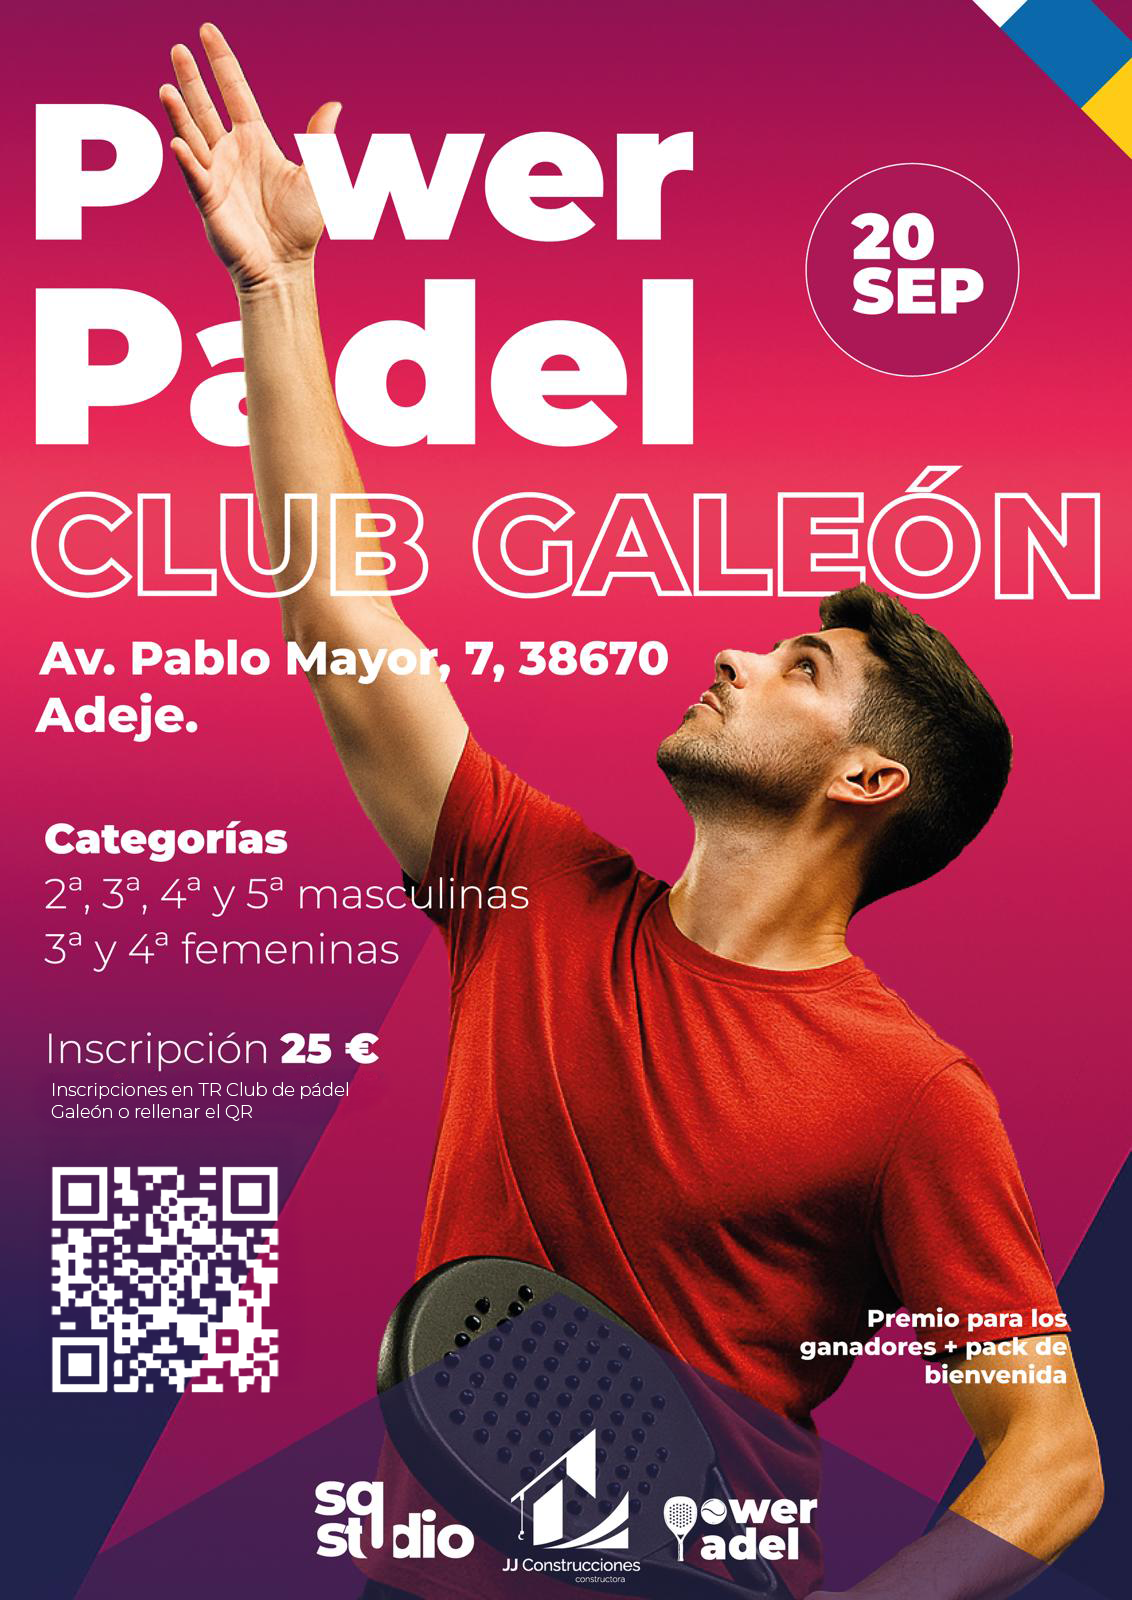 Power
Padel
20
SEP
CLUB GALEÓN
Av. Pablo Mayor, 7, 38670
Adeje.
Categorías
2ª, 3ª, 4ª y 5ª masculinas
3ª y 4ª femeninas
Inscripción 25 €
Inscripciones en TR Club de pádel
Galeón o rellenar el QR
Premio para los
ganadores + pack de
bienvenida
sq
studio
JJ Construcciones
constructora
Power
Padel